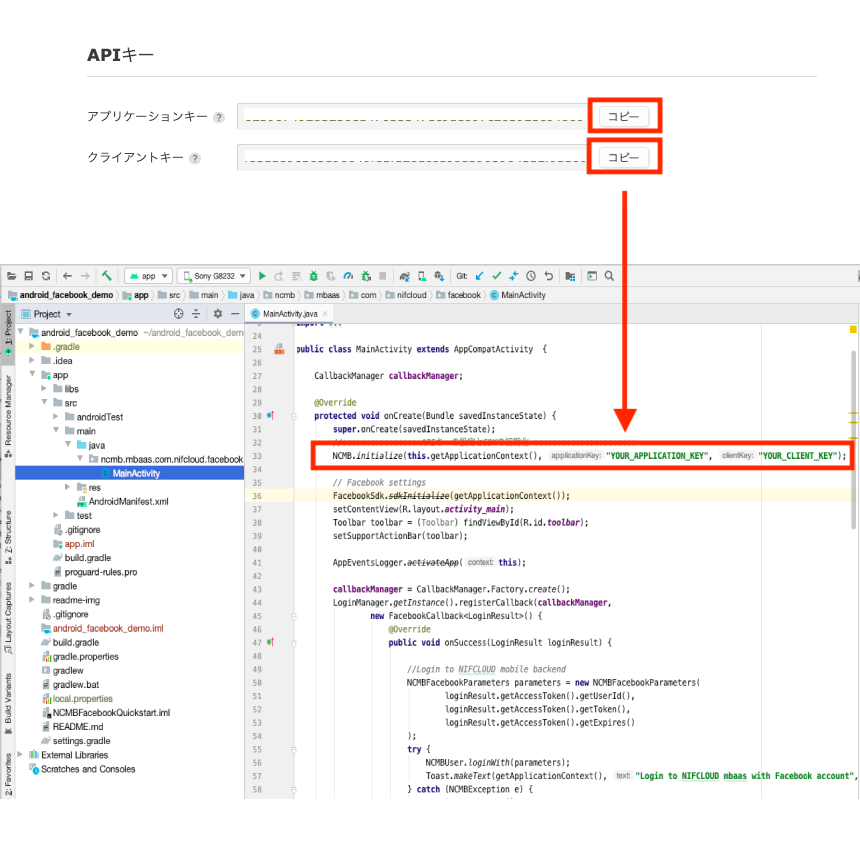 APIキー
アプリケーションキー ?
コピー
クライアントキー ?
コピー
app
Sony G8232
Git:
android_facebook_demo app src main java ncmb mbaas com nifcloud facebook MainActivity
Project
MainActivity.java
1: Project
Resource Manager
Z: Structure
Layout Captures
Build Variants
2: Favorites
android_facebook_demo ~/android_facebook_dem
.gradle
.idea
app
libs
src
androidTest
main
java
ncmb.mbaas.com.nifcloud.facebook
MainActivity
res
AndroidManifest.xml
test
.gitignore
app.iml
build.gradle
proguard-rules.pro
gradle
readme-img
.gitignore
android_facebook_demo.iml
build.gradle
gradle.properties
gradlew
gradlew.bat
local.properties
NCMBFacebookQuickstart.iml
README.md
settings.gradle
External Libraries
Scratches and Consoles
24
25 public class MainActivity extends AppCompatActivity {
26
27 CallbackManager callbackManager;
28
29 @Override
30 protected void onCreate(Bundle savedInstanceState) {
31 super.onCreate(savedInstanceState);
32
33 NCMB.initialize(this.getApplicationContext(), applicationKey: "YOUR_APPLICATION_KEY", clientKey: "YOUR_CLIENT_KEY");
35 // Facebook settings
36 FacebookSdk.sdkInitialize(getApplicationContext());
37 setContentView(R.layout.activity_main);
38 Toolbar toolbar = (Toolbar) findViewById(R.id.toolbar);
39 setSupportActionBar(toolbar);
40
41 AppEventsLogger.activateApp( context: this);
42
43 callbackManager = CallbackManager.Factory.create();
44 LoginManager.getInstance().registerCallback(callbackManager,
45 new FacebookCallback<LoginResult>() {
46 @Override
47 public void onSuccess(LoginResult loginResult) {
48
49 //Login to NIFCLOUD mobile backend
50 NCMBFacebookParameters parameters = new NCMBFacebookParameters(
51 loginResult.getAccessToken().getUserId(),
52 loginResult.getAccessToken().getToken(),
53 loginResult.getAccessToken().getExpires()
54 );
55 try {
56 NCMBUser.loginWith(parameters);
57 Toast.makeText(getApplicationContext(), text: "Login to NIFCLOUD mbaas with Facebook account",
58 } catch (NCMBException e) {